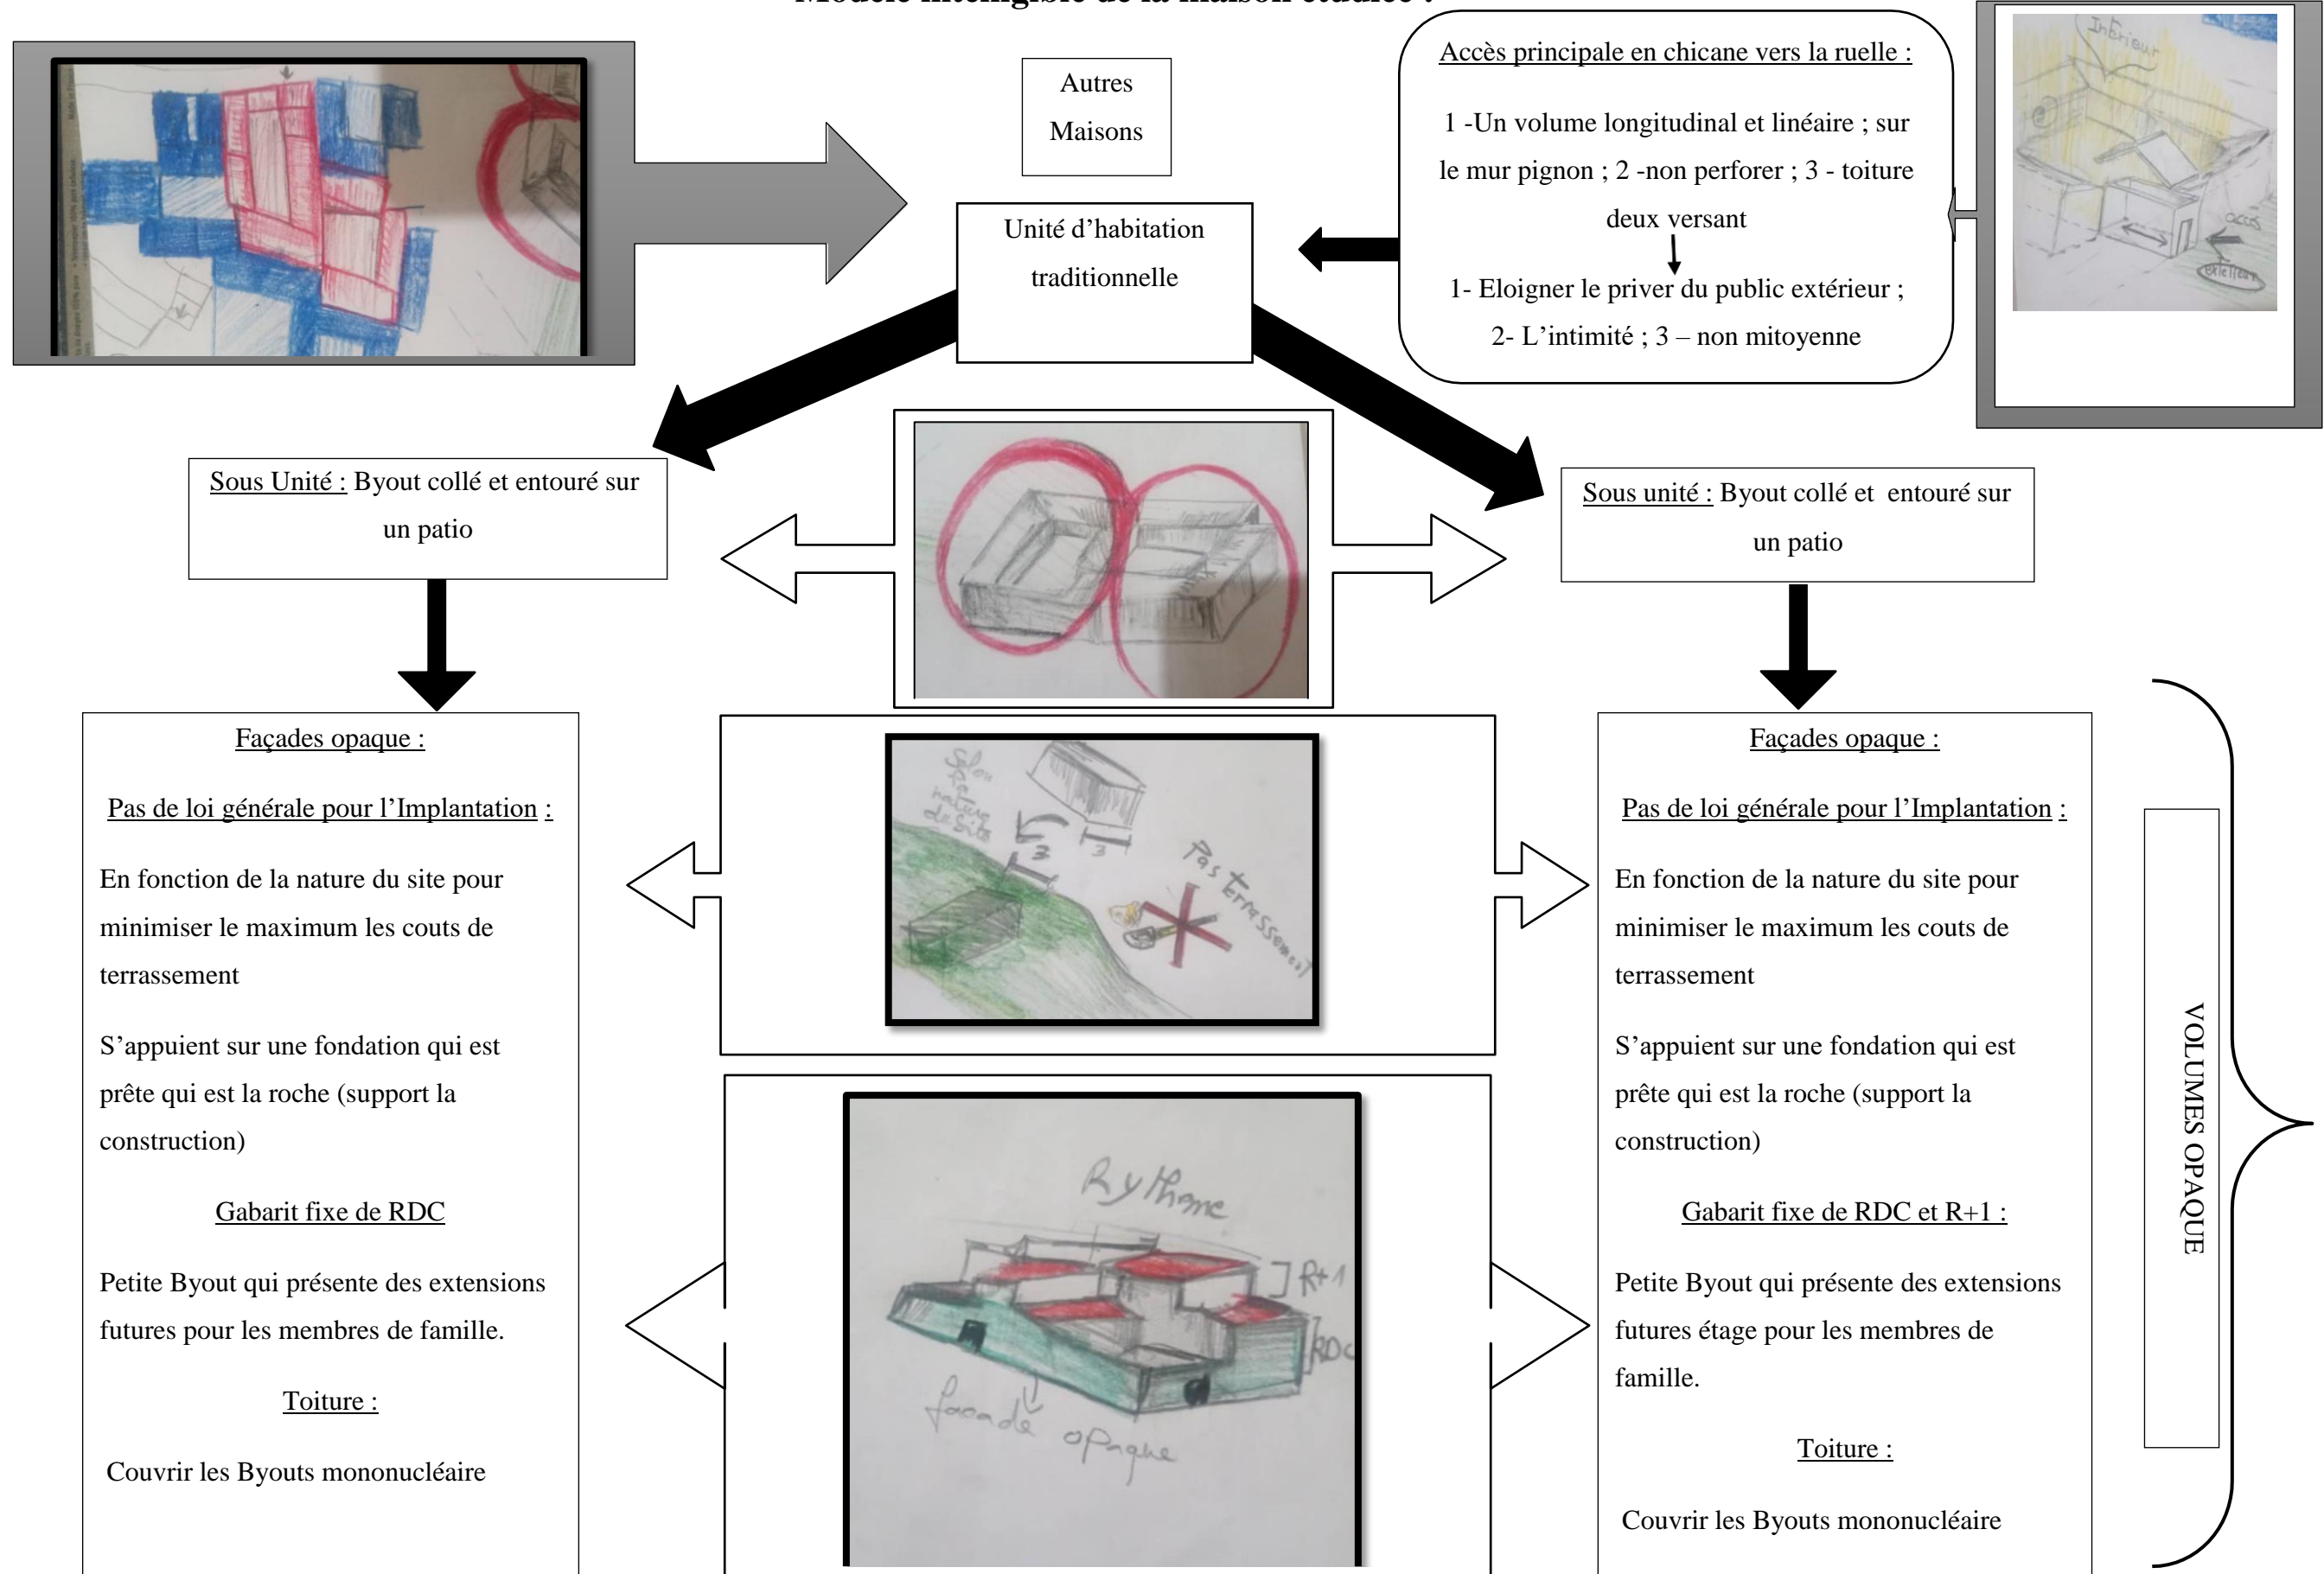 Modèle intelligible de la maison étudiée :
Autres
Maisons
Unité d’habitation
traditionnelle
Accès principale en chicane vers la ruelle :
1 -Un volume longitudinal et linéaire ; sur
le mur pignon ; 2 -non perforer ; 3 - toiture
deux versant
1- Eloigner le priver du public extérieur ;
2- L’intimité ; 3 – non mitoyenne
Intérieur
accès
extérieur
Sous Unité : Byout collé et entouré sur
un patio
Sous unité : Byout collé et entouré sur
un patio
Façades opaque :
Pas de loi générale pour l’Implantation :
En fonction de la nature du site pour
minimiser le maximum les couts de
terrassement
S’appuient sur une fondation qui est
prête qui est la roche (support la
construction)
Gabarit fixe de RDC
Petite Byout qui présente des extensions
futures pour les membres de famille.
Toiture :
Couvrir les Byouts mononucléaire
Selon
la
nature
de site
3
3
Pas terrassement
Rythme
R+1
RDC
facade opaque
Façades opaque :
Pas de loi générale pour l’Implantation :
En fonction de la nature du site pour
minimiser le maximum les couts de
terrassement
S’appuient sur une fondation qui est
prête qui est la roche (support la
construction)
Gabarit fixe de RDC et R+1 :
Petite Byout qui présente des extensions
futures étage pour les membres de
famille.
Toiture :
Couvrir les Byouts mononucléaire
VOLUMES OPAQUE